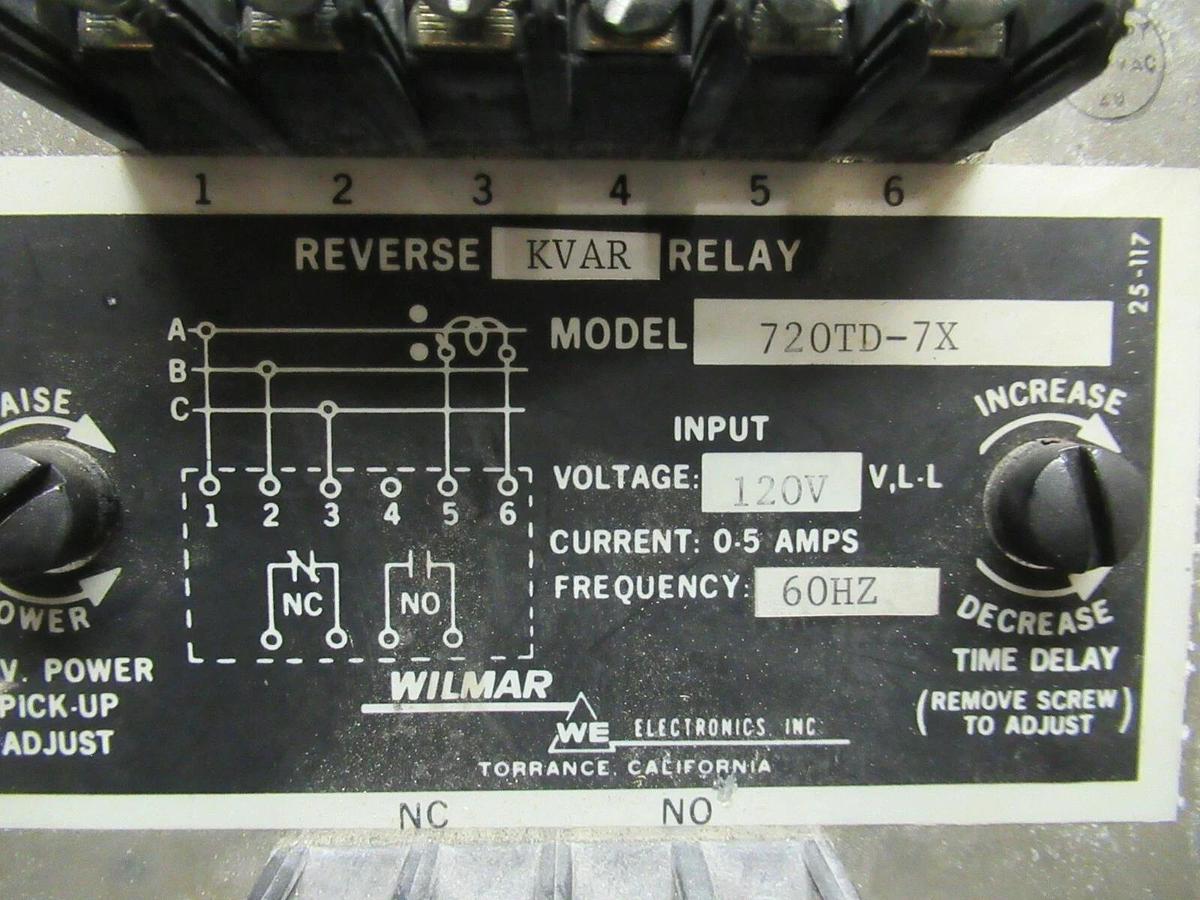 1 2 3 4 5 6
REVERSE KVAR RELAY
25-117
MODEL 720TD-7X
A
B
C
INPUT
VOLTAGE: 120V V,L-L
CURRENT: 0-5 AMPS
FREQUENCY: 60HZ
1 2 3 4 5 6
NC NO
AISE
OWER
V. POWER
PICK-UP
ADJUST
INCREASE
DECREASE
TIME DELAY
(REMOVE SCREW
TO ADJUST)
WILMAR
WE ELECTRONICS, INC
TORRANCE, CALIFORNIA
NC NO